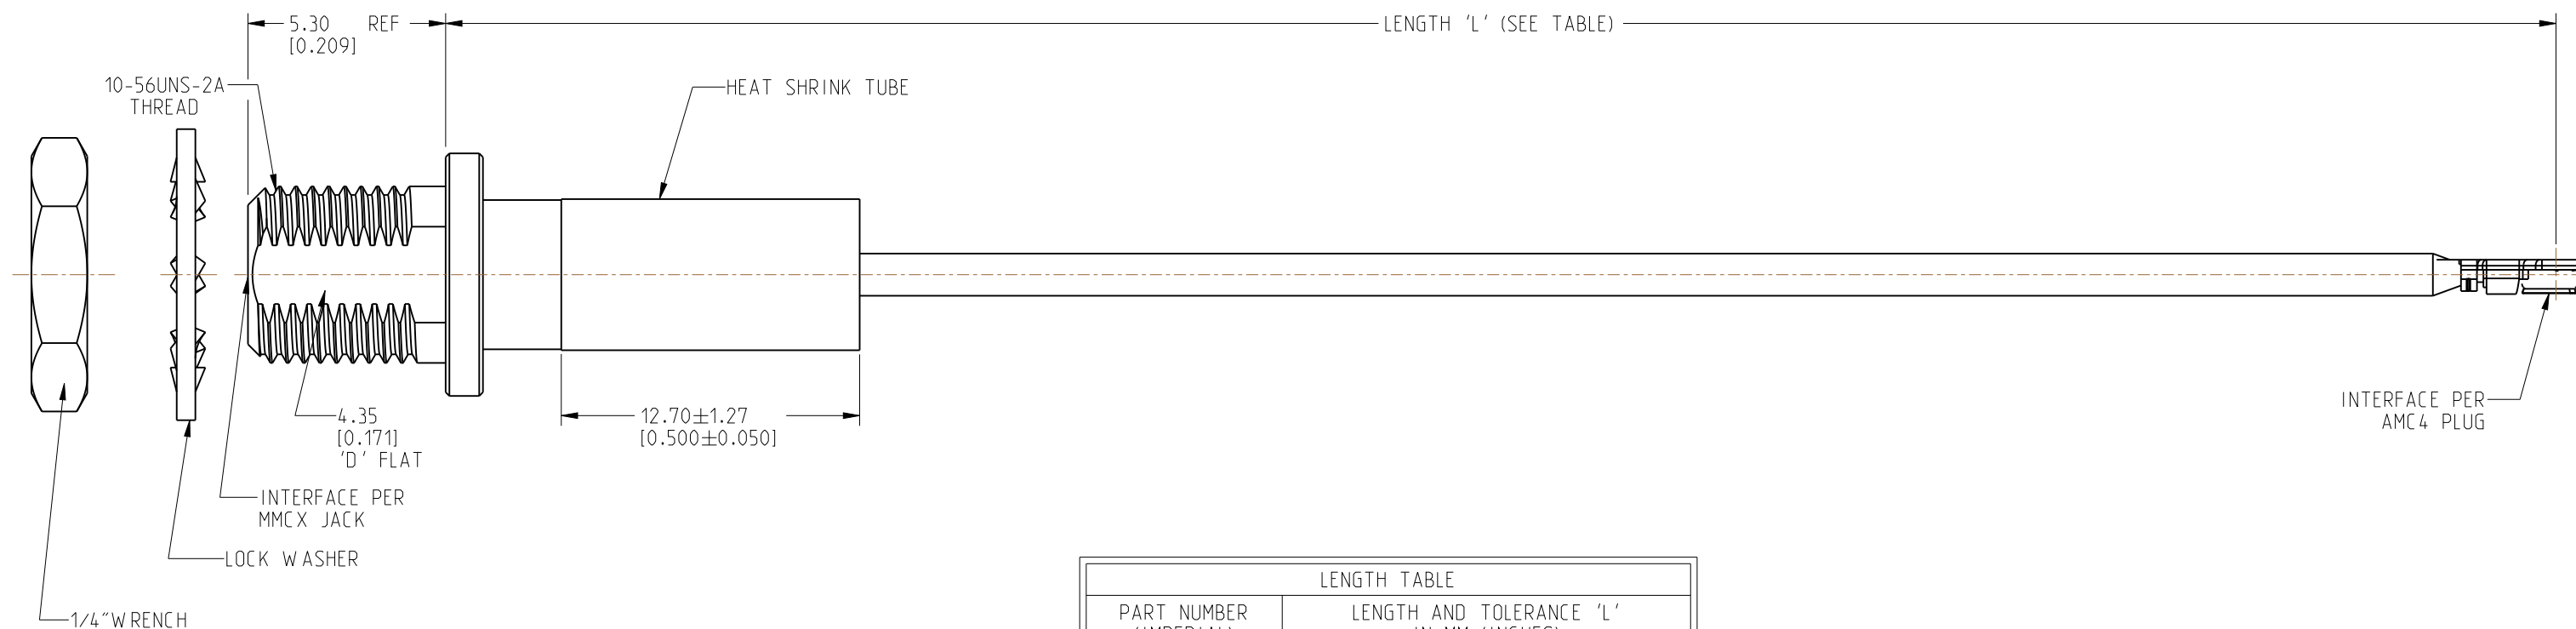 5.30 REF
[0.209]
LENGTH 'L' (SEE TABLE)
10-56UNS-2A
THREAD
HEAT SHRINK TUBE
4.35
[0.171]
'D' FLAT
12.70±1.27
[0.500±0.050]
INTERFACE PER
AMC4 PLUG
INTERFACE PER
MMCX JACK
LOCK WASHER
1/4"WRENCH
LENGTH TABLE
PART NUMBER
LENGTH AND TOLERANCE 'L'